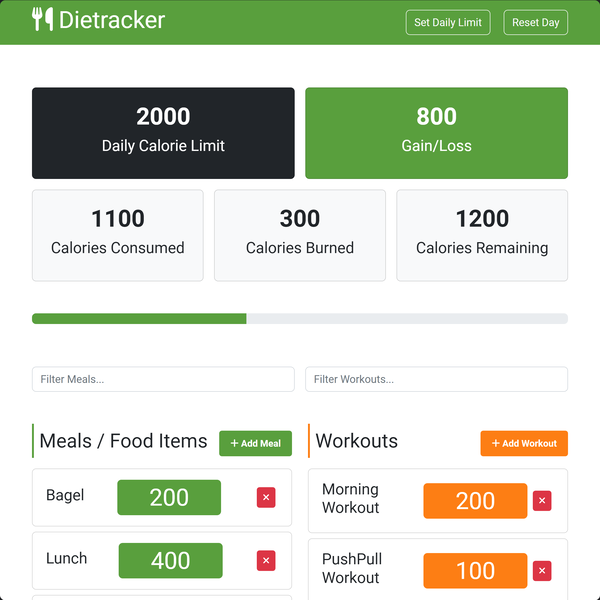 Dietracker
Set Daily Limit
Reset Day
2000
Daily Calorie Limit
800
Gain/Loss
1100
Calories Consumed
300
Calories Burned
1200
Calories Remaining
Filter Meals...
Filter Workouts...
Meals / Food Items
+ Add Meal
Workouts
+ Add Workout
Bagel
200
Lunch
400
Morning
Workout
200
PushPull
Workout
100